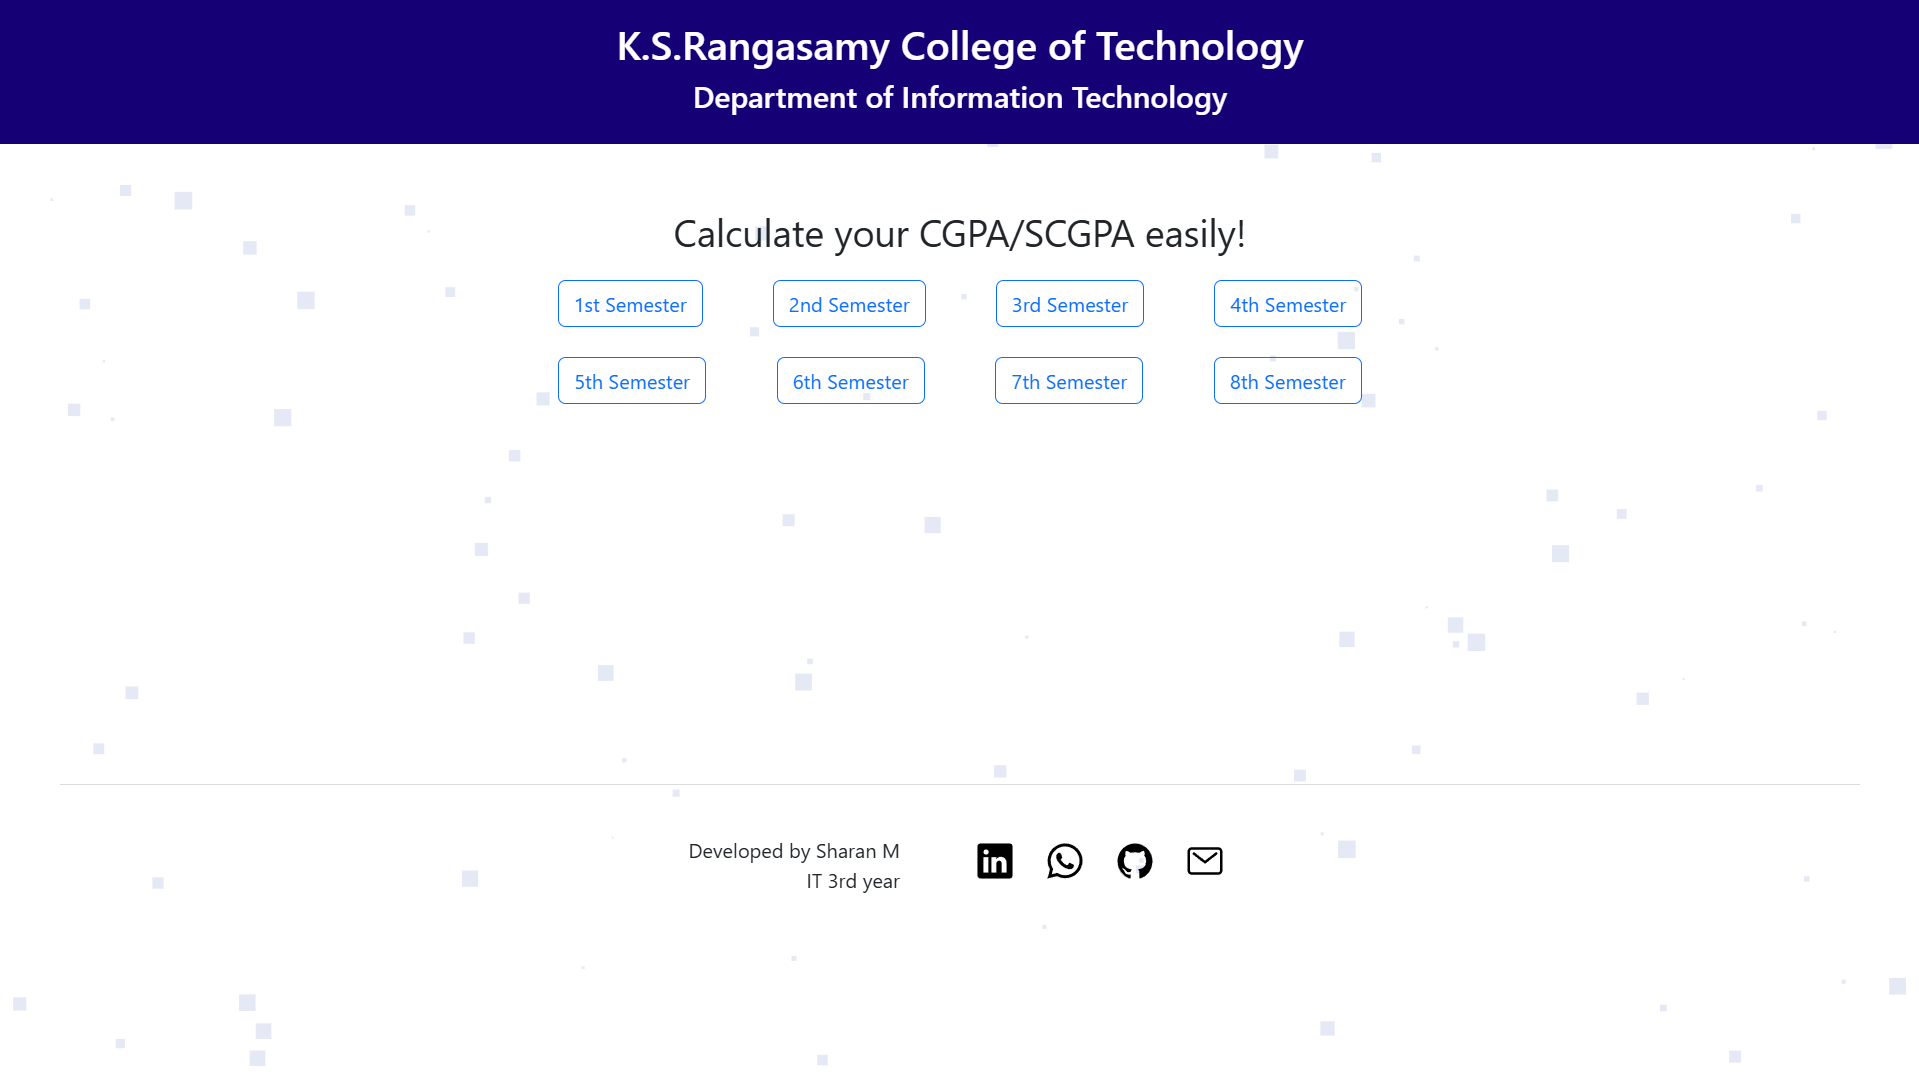 K.S.Rangasamy College of Technology
Department of Information Technology
Calculate your CGPA/SCGPA easily!
1st Semester
2nd Semester
3rd Semester
4th Semester
5th Semester
6th Semester
7th Semester
8th Semester
Developed by Sharan M
IT 3rd year
in